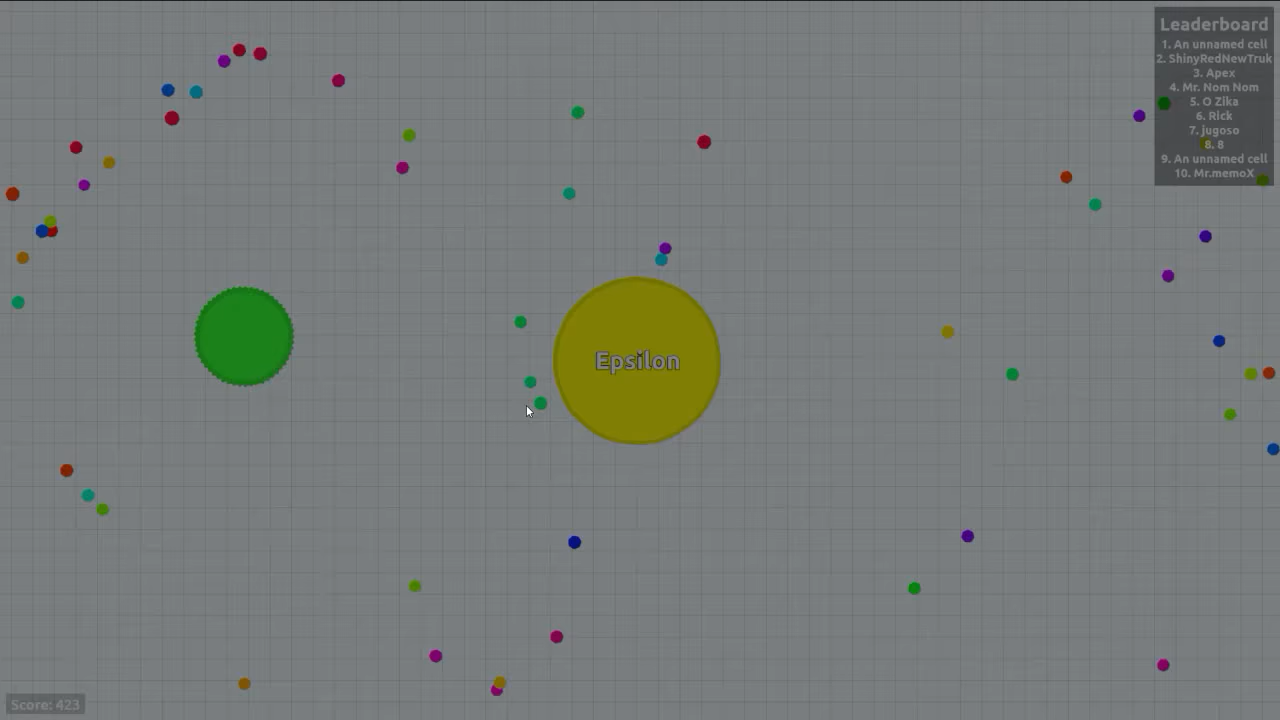 Leaderboard
1. An unnamed cell
2. ShinyRedNewTruk
3. Apex
4. Mr. Nom Nom
5. O Zika
6. Rick
7. jugoso
8. 8
9. An unnamed cell
10. Mr.memoX
Epsilon
Score: 423